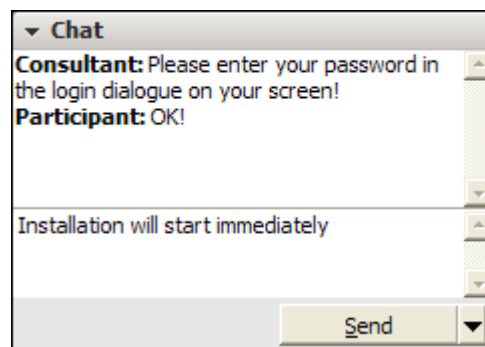 Chat
Consultant: Please enter your password in
the login dialogue on your screen!
Participant: OK!
Installation will start immediately
Send